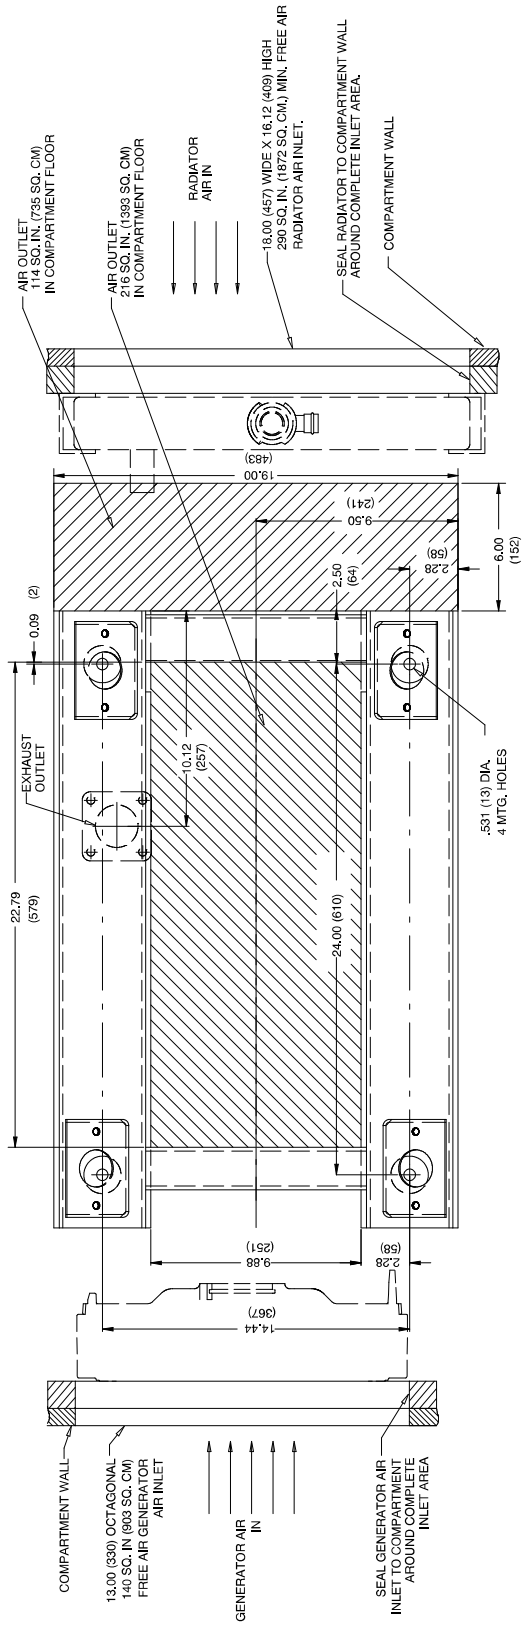 AIR OUTLET
114 SQ. IN. (735 SQ. CM)
IN COMPARTMENT FLOOR
AIR OUTLET
216 SQ. IN. (1393 SQ. CM)
IN COMPARTMENT FLOOR
RADIATOR
AIR IN
18.00 (457) WIDE X 16.12 (409) HIGH
290 SQ. IN. (1872 SQ. CM.) MIN. FREE AIR
RADIATOR AIR INLET.
SEAL RADIATOR TO COMPARTMENT WALL
AROUND COMPLETE INLET AREA.
COMPARTMENT WALL
19.00
(483)
9.50
(241)
2.28
(58)
6.00
(152)
0.09
(2)
2.50
(64)
22.79
(579)
EXHAUST
OUTLET
10.12
(257)
24.00 (610)
.531 (13) DIA.
4 MTG. HOLES
9.88
(251)
2.28
(58)
14.44
(367)
COMPARTMENT WALL
13.00 (330) OCTAGONAL
140 SQ. IN (903 SQ. CM)
FREE AIR GENERATOR
AIR INLET
GENERATOR AIR
IN
SEAL GENERATOR AIR
INLET TO COMPARTMENT
AROUND COMPLETE
INLET AREA